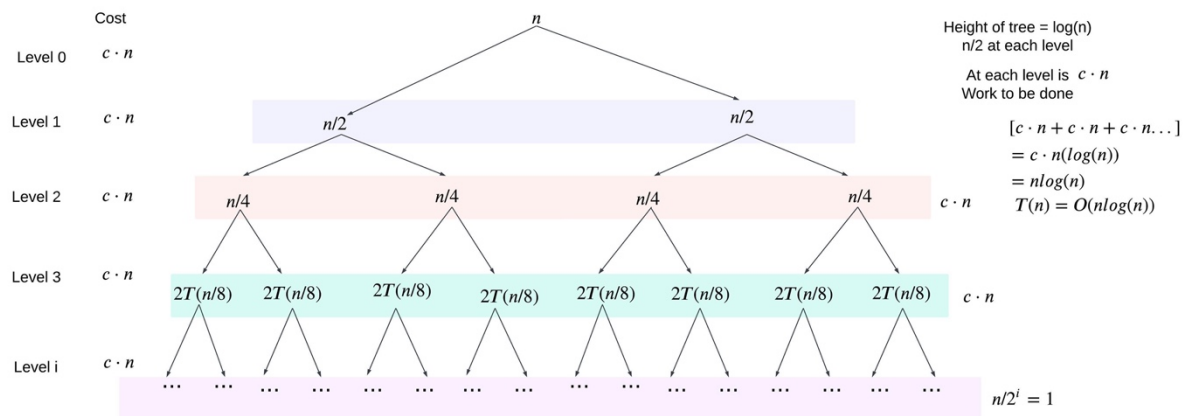 Cost
n
Height of tree = log(n)
n/2 at each level
Level 0
c · n
At each level is c · n
Work to be done
Level 1
c · n
n/2
n/2
[c · n + c · n + c · n. . . ]
= c · n(log(n))
= nlog(n)
T(n) = O(nlog(n))
Level 2
c · n
n/4
n/4
n/4
n/4
c · n
Level 3
c · n
2T(n/8)
2T(n/8)
2T(n/8)
2T(n/8)
2T(n/8)
2T(n/8)
2T(n/8)
2T(n/8)
c · n
Level i
c · n
... ... ... ... ... ... ... ... ... ... ... ... ... ... ... ...
n/2^i = 1